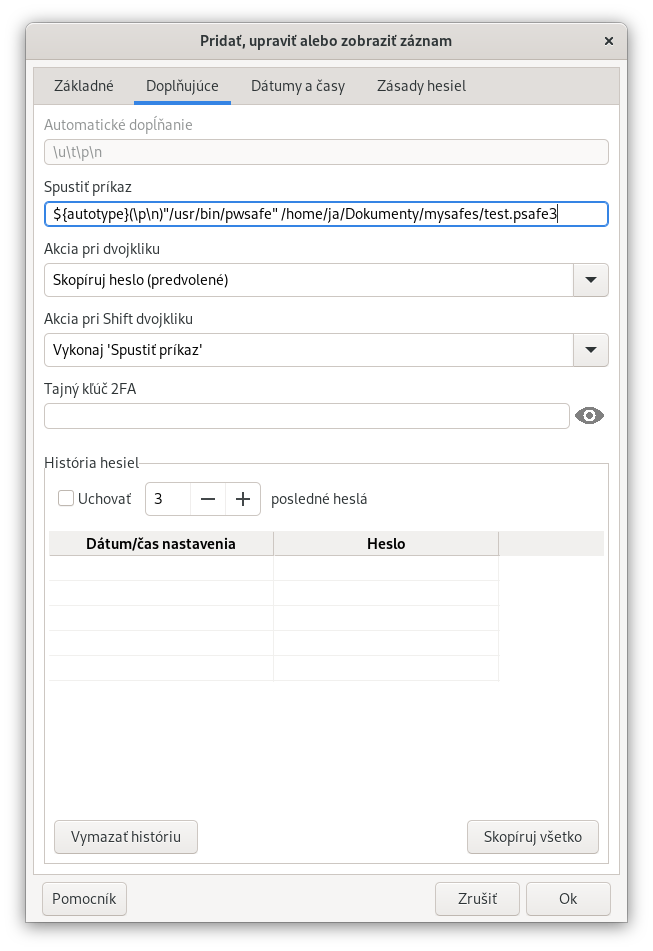 Pridať, upraviť alebo zobraziť záznam
Základné Doplňujúce Dátumy a časy Zásady hesiel
Automatické dopĺňanie
\u\t\p\n
Spustiť príkaz
${autotype}(\p\n)"/usr/bin/pwsafe" /home/ja/Dokumenty/mysafes/test.psafe3
Akcia pri dvojkliku
Skopíruj heslo (predvolené)
Akcia pri Shift dvojkliku
Vykonaj 'Spustiť príkaz'
Tajný kľúč 2FA
História hesiel
Uchovať 3 posledné heslá
Dátum/čas nastavenia Heslo
Vymazať históriu Skopíruj všetko
Pomocník Zrušiť Ok